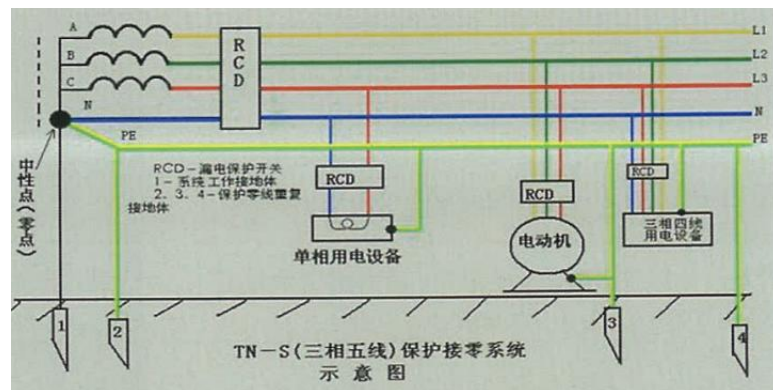 A
B
C
N
RCD
L1
L2
L3
N
PE
PE
中性点(零点)
RCD-漏电保护开关
1-系统工作接地体
2、3、4-保护零线重复
接地体
RCD
RCD
RCD
单相用电设备
电动机
三相四线
用电设备
1
2
3
4
TN-S(三相五线)保护接零系统
示 意 图